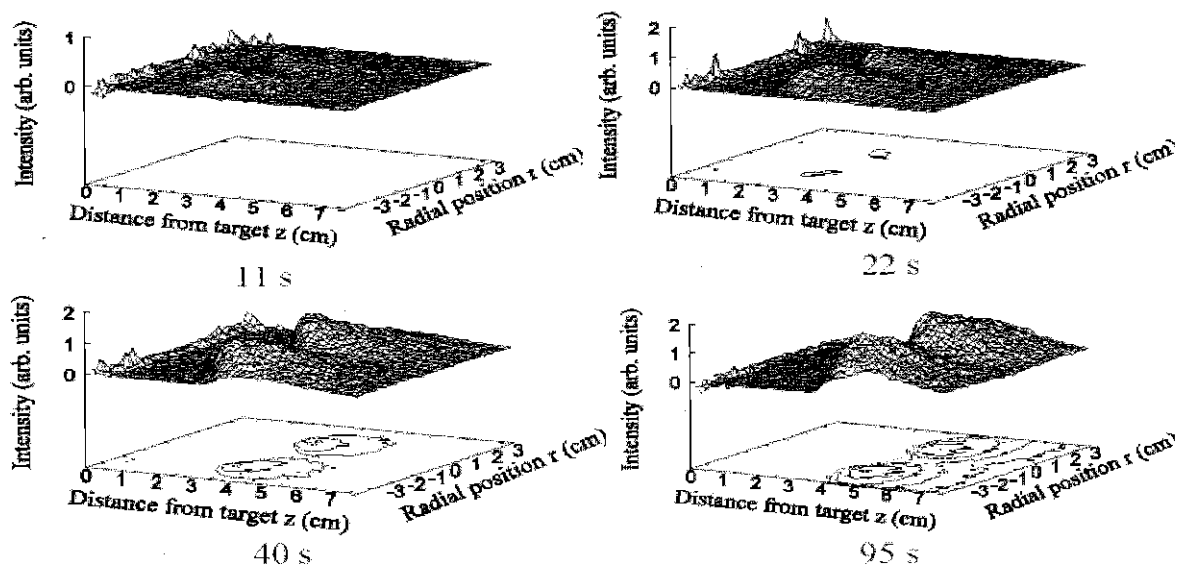 Intensity (arb. units)
1
0
0 1 2 3 4 5 6 7
Distance from target z (cm)
-3 -2 -1 0 1 2 3
Radial position r (cm)
11 s
Intensity (arb. units)
2
1
0
0 1 2 3 4 5 6 7
Distance from target z (cm)
-3 -2 -1 0 1 2 3
Radial position r (cm)
22 s
Intensity (arb. units)
2
1
0
0 1 2 3 4 5 6 7
Distance from target z (cm)
-3 -2 -1 0 1 2 3
Radial position r (cm)
40 s
Intensity (arb. units)
2
1
0
0 1 2 3 4 5 6 7
Distance from target z (cm)
-3 -2 -1 0 1 2 3
Radial position r (cm)
95 s